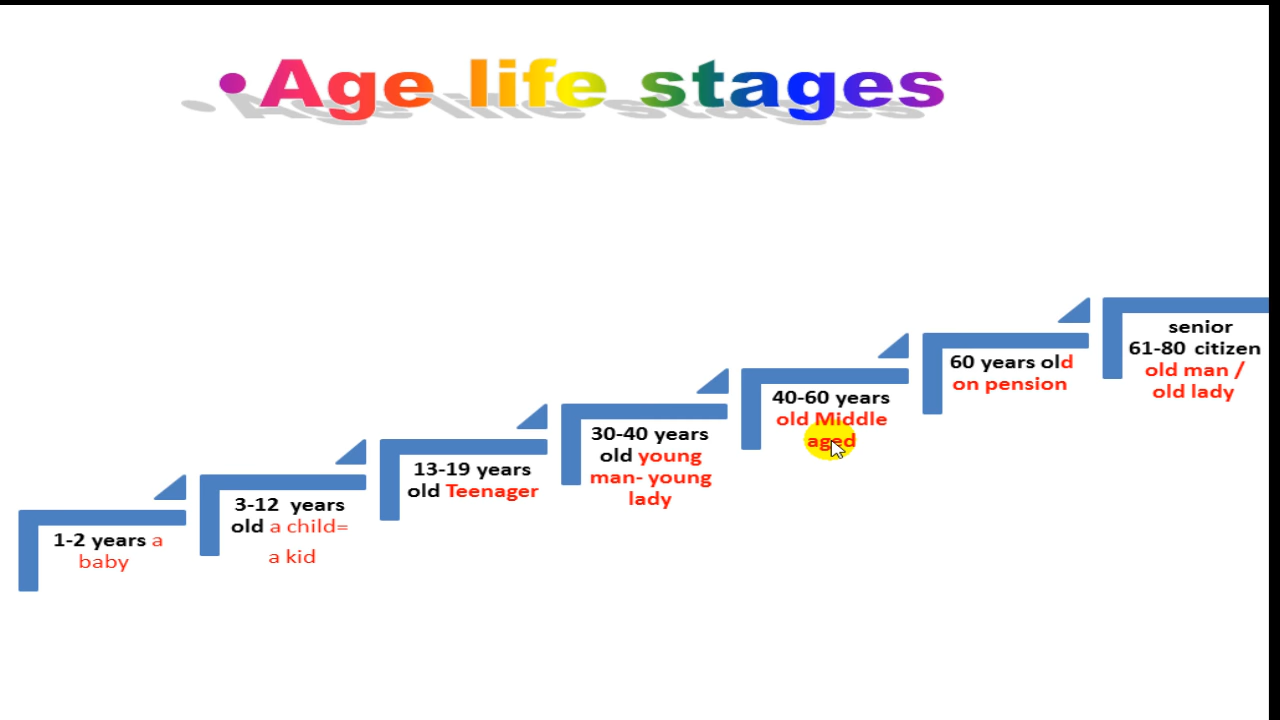 •Age life stages
1-2 years a
baby
3-12 years
old a child=
a kid
13-19 years
old Teenager
30-40 years
old young
man- young
lady
40-60 years
old Middle
aged
60 years old
on pension
senior
61-80 citizen
old man /
old lady